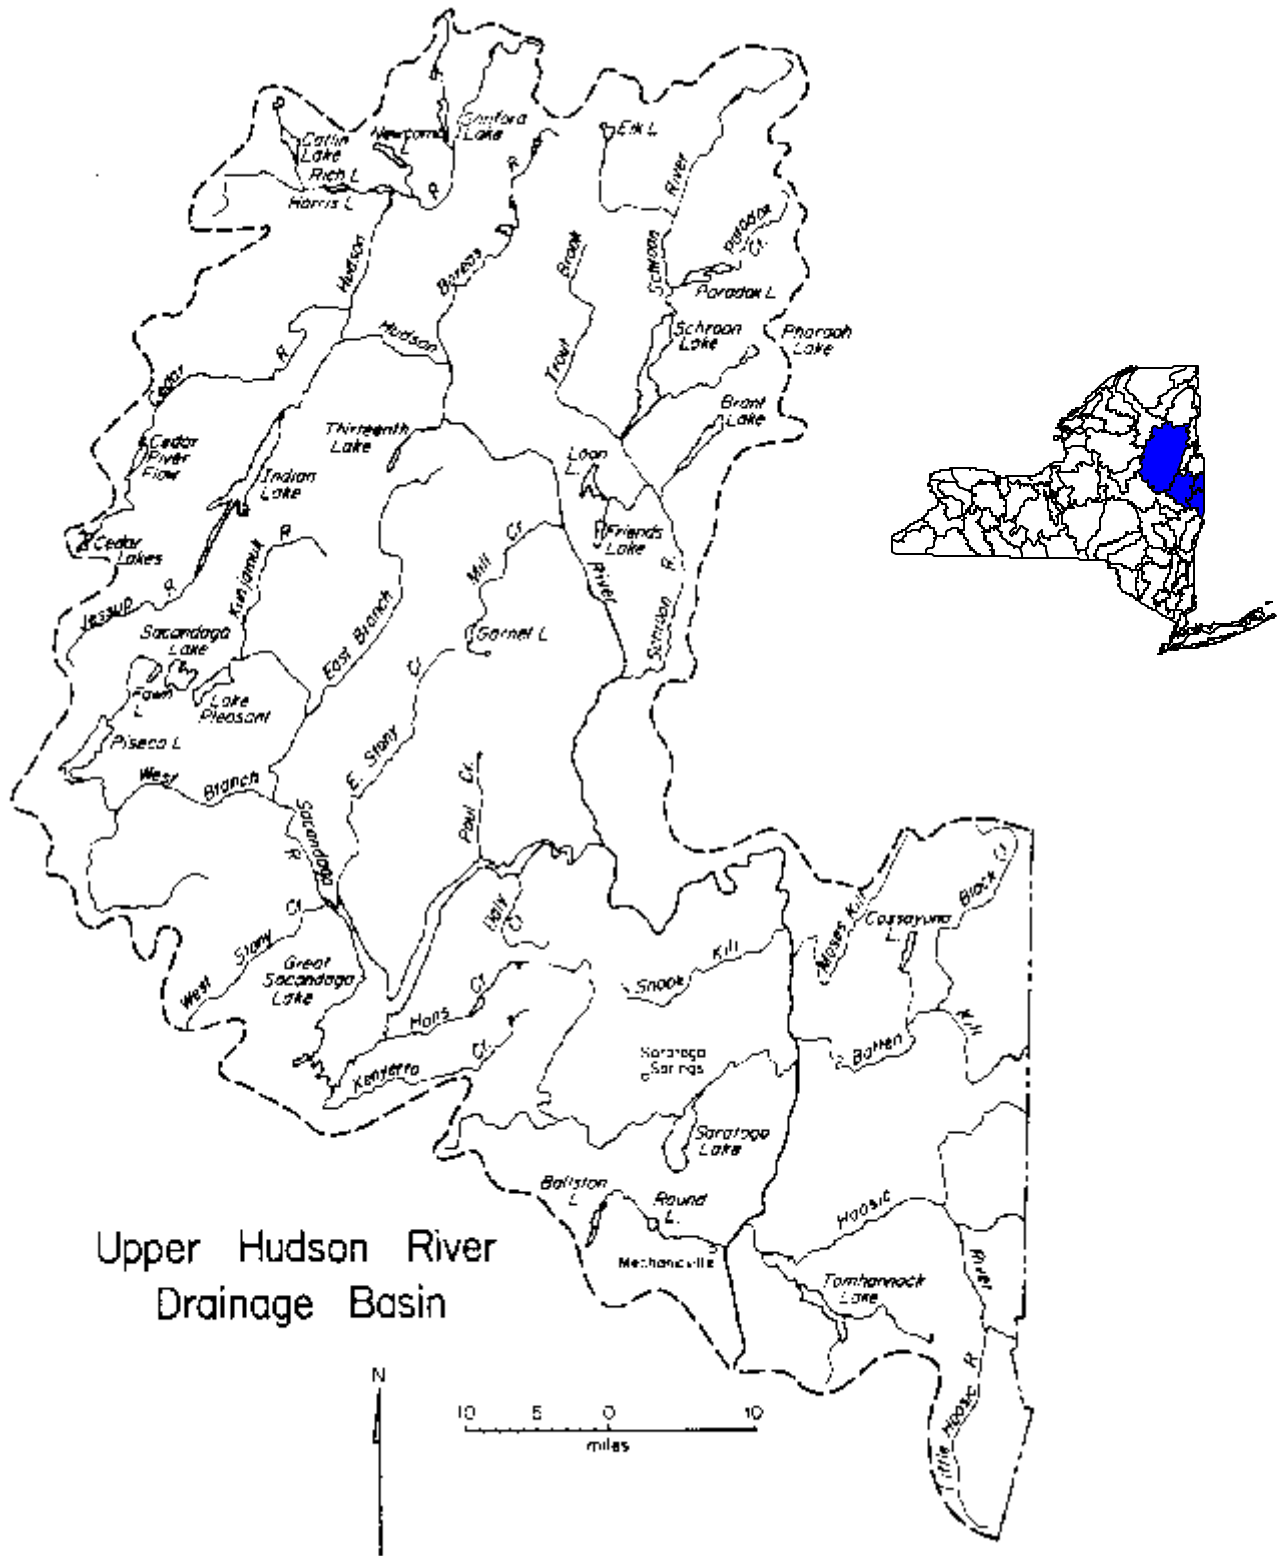 Sanford
Lake
Newcomb
L
Catlin
Lake
Rich L
Harris L
R
R
Elk L
River
Paradox
Cr.
Hudson
Boreas
Brook
Schroon
Paradox L
Schroon
Lake
Pharaoh
Lake
Hudson
Trout
R
Cedar
Brant
Lake
Thirteenth
Lake
Cedar
River
Flow
Loon
L.
Indian
Lake
Cedar
Lakes
R
Kunjamuk
Mill
Cr.
Friends
Lake
River
R.
Schroon
Jessup
R
Sacandaga
Lake
East Branch
Garnet L
Cr
Fawn
L
Lake
Pleasant
Piseco L
West
Branch
E. Stony
Paul
Cr.
Sacandaga
R
Daly
Cr.
Moses Kill
Cossayuna
L.
Black
Cr.
West
Stony
Cr.
Great
Sacandaga
Lake
Snook
Kill
Hans
Cr.
Kenyetto
Cr.
Batten
Kill
Saratoga
Springs
Saratoga
Lake
Ballston
L
Round
L.
Mechanicville
Hoosic
River
Tomhannock
Lake
Little
Hoosic
R
Upper Hudson River
Drainage Basin
N
10 5 0 10
miles